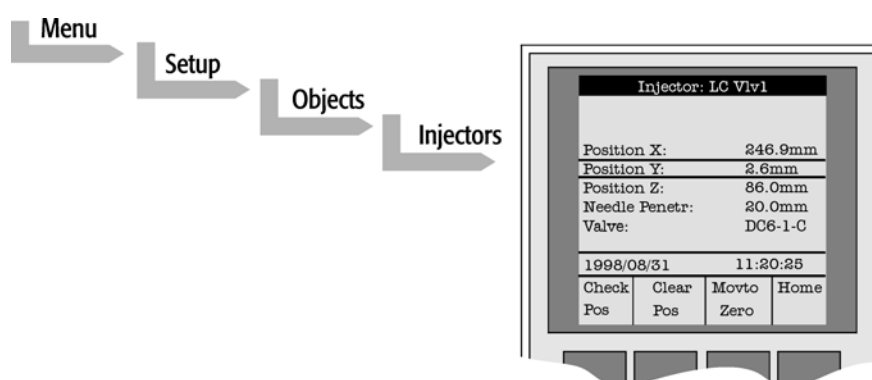 Menu
Setup
Objects
Injectors
Injector: LC Vlv1
Position X: 246.9mm
Position Y: 2.6mm
Position Z: 86.0mm
Needle Penetr: 20.0mm
Valve: DC6-1-C
1998/08/31 11:20:25
Check Clear Movto Home
Pos Pos Zero